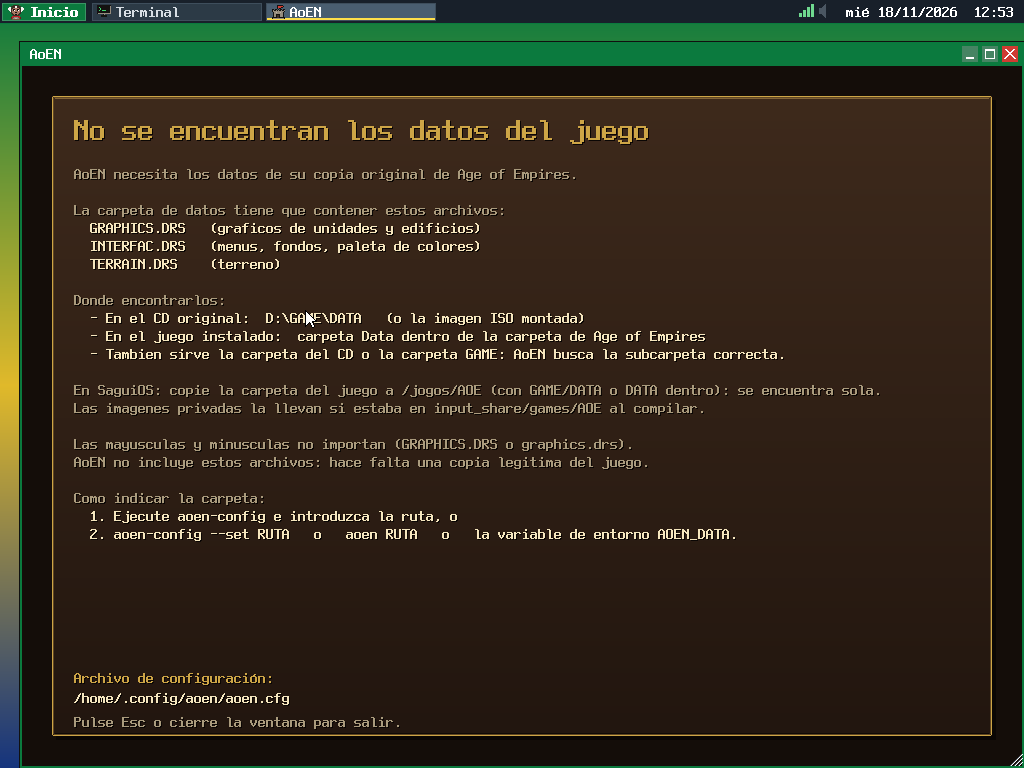 Inicio Terminal AoEN mié 18/11/2026 12:53
AoEN
No se encuentran los datos del juego
AoEN necesita los datos de su copia original de Age of Empires.
La carpeta de datos tiene que contener estos archivos:
GRAPHICS.DRS (graficos de unidades y edificios)
INTERFAC.DRS (menus, fondos, paleta de colores)
TERRAIN.DRS (terreno)
Donde encontrarlos:
- En el CD original: D:\GAME\DATA (o la imagen ISO montada)
- En el juego instalado: carpeta Data dentro de la carpeta de Age of Empires
- Tambien sirve la carpeta del CD o la carpeta GAME: AoEN busca la subcarpeta correcta.
En SaguiOS: copie la carpeta del juego a /jogos/AOE (con GAME/DATA o DATA dentro): se encuentra sola.
Las imagenes privadas la llevan si estaba en input_share/games/AOE al compilar.
Las mayusculas y minusculas no importan (GRAPHICS.DRS o graphics.drs).
AoEN no incluye estos archivos: hace falta una copia legitima del juego.
Como indicar la carpeta:
1. Ejecute aoen-config e introduzca la ruta, o
2. aoen-config --set RUTA o aoen RUTA o la variable de entorno AOEN_DATA.
Archivo de configuración:
/home/.config/aoen/aoen.cfg
Pulse Esc o cierre la ventana para salir.